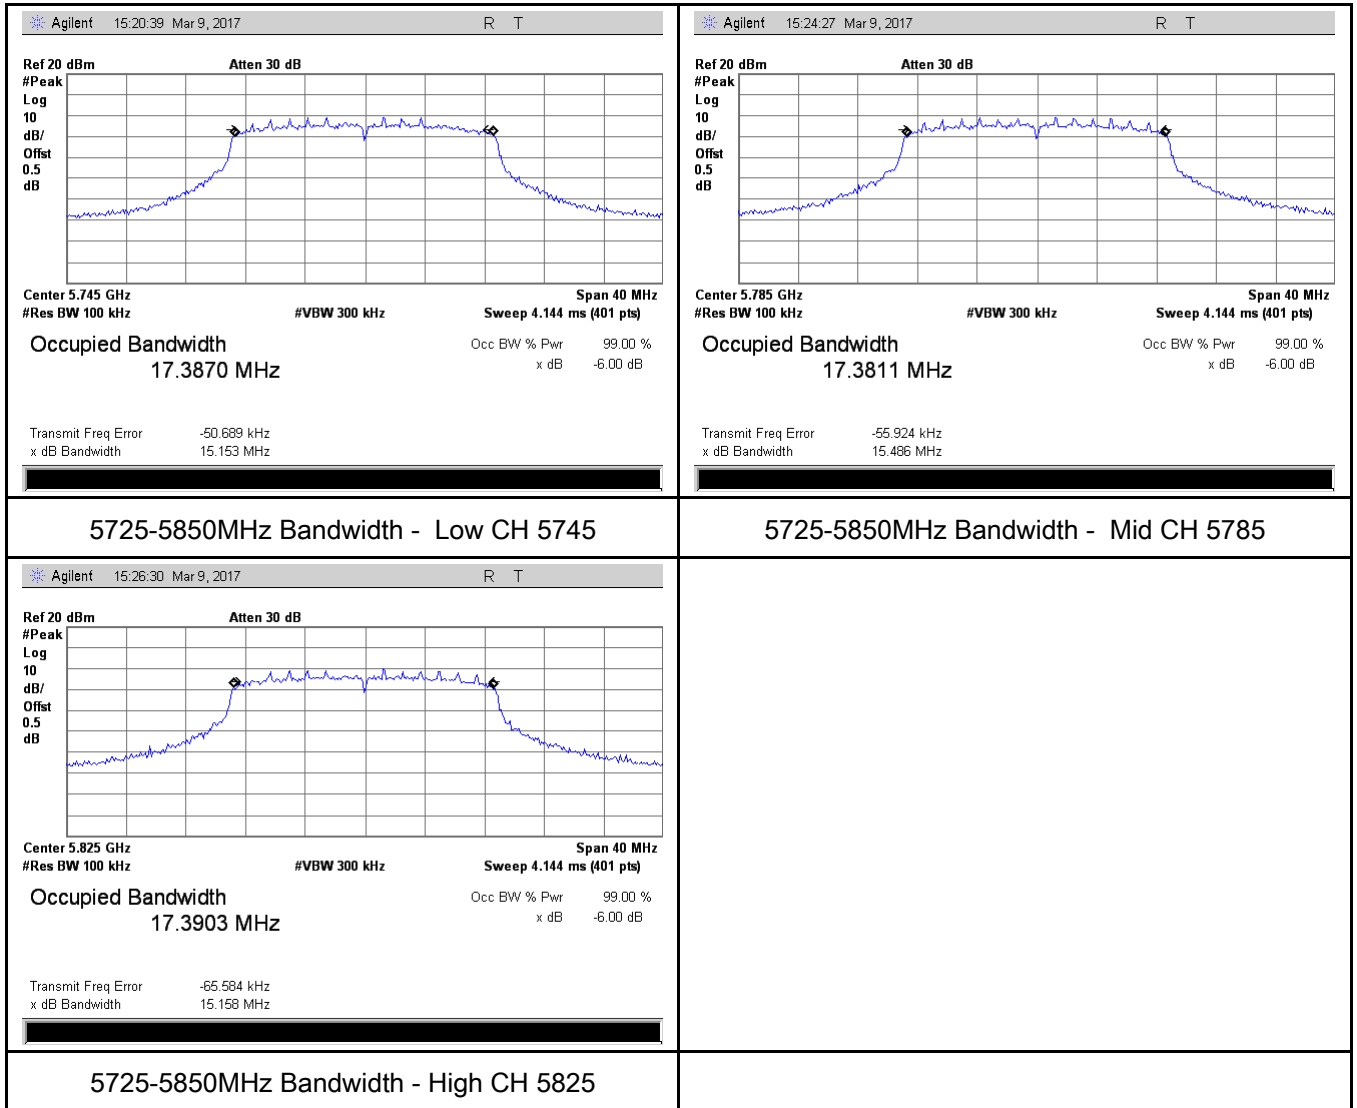 Agilent 15:20:39 Mar 9, 2017 R T
Ref 20 dBm Atten 30 dB
#Peak
Log
10
dB/
Offst
0.5
dB
Center 5.745 GHz Span 40 MHz
#Res BW 100 kHz #VBW 300 kHz Sweep 4.144 ms (401 pts)
Occupied Bandwidth Occ BW % Pwr 99.00 %
17.3870 MHz x dB -6.00 dB
Transmit Freq Error -50.689 kHz
x dB Bandwidth 15.153 MHz
5725-5850MHz Bandwidth - Low CH 5745
Agilent 15:24:27 Mar 9, 2017 R T
Ref 20 dBm Atten 30 dB
#Peak
Log
10
dB/
Offst
0.5
dB
Center 5.785 GHz Span 40 MHz
#Res BW 100 kHz #VBW 300 kHz Sweep 4.144 ms (401 pts)
Occupied Bandwidth Occ BW % Pwr 99.00 %
17.3811 MHz x dB -6.00 dB
Transmit Freq Error -55.924 kHz
x dB Bandwidth 15.486 MHz
5725-5850MHz Bandwidth - Mid CH 5785
Agilent 15:26:30 Mar 9, 2017 R T
Ref 20 dBm Atten 30 dB
#Peak
Log
10
dB/
Offst
0.5
dB
Center 5.825 GHz Span 40 MHz
#Res BW 100 kHz #VBW 300 kHz Sweep 4.144 ms (401 pts)
Occupied Bandwidth Occ BW % Pwr 99.00 %
17.3903 MHz x dB -6.00 dB
Transmit Freq Error -65.584 kHz
x dB Bandwidth 15.158 MHz
5725-5850MHz Bandwidth - High CH 5825